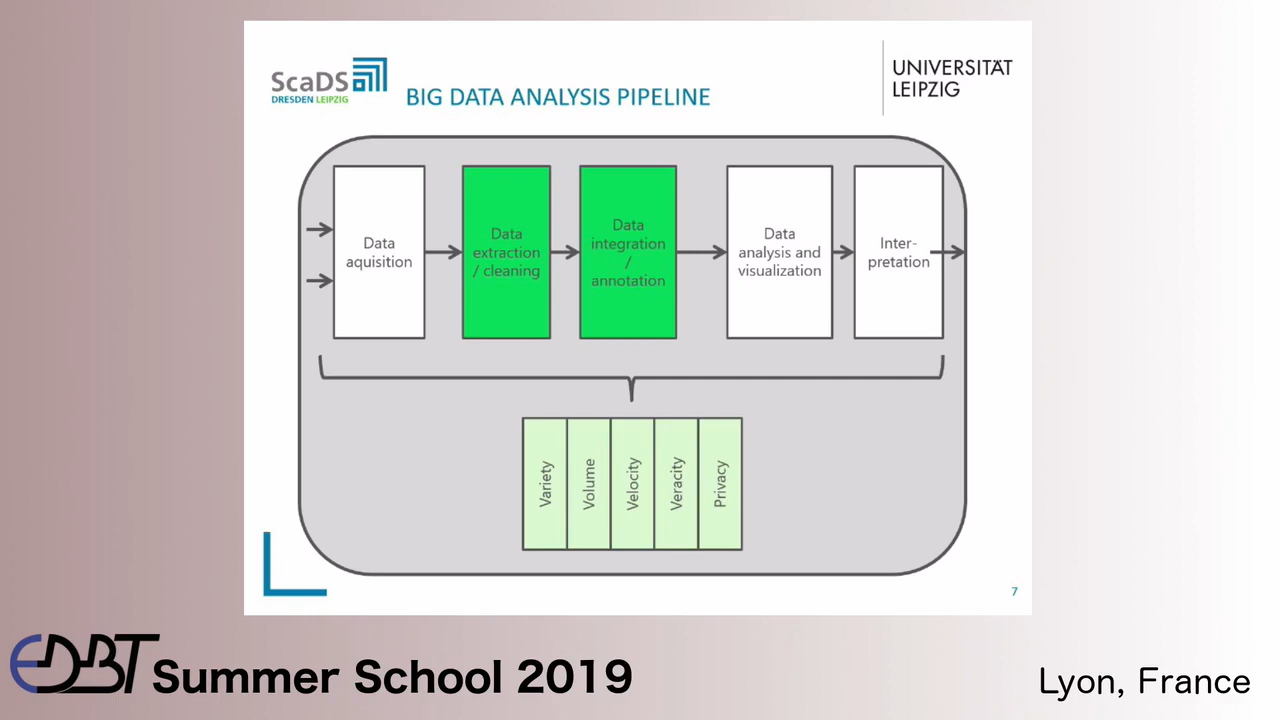 ScaDS
DRESDEN LEIPZIG
BIG DATA ANALYSIS PIPELINE
UNIVERSITÄT
LEIPZIG
Data
aquisition
Data
extraction
/ cleaning
Data
integration
/
annotation
Data
analysis and
visualization
Inter-
pretation
Variety
Volume
Velocity
Veracity
Privacy
7
EDBT Summer School 2019
Lyon, France